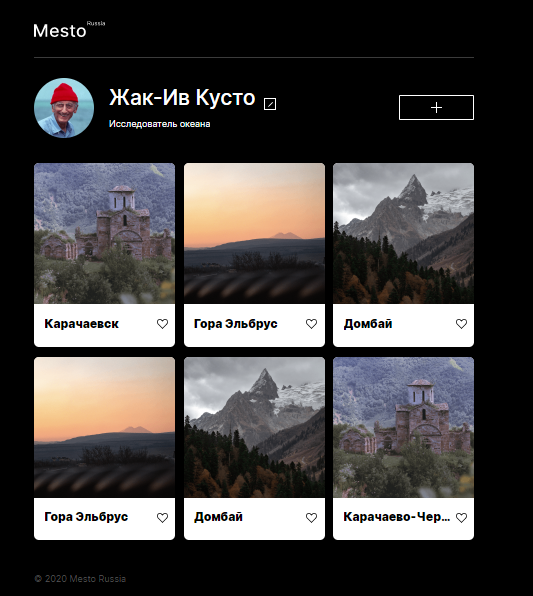 Mesto Russia
Жак-Ив Кусто
Исследователь океана
Карачаевск
Гора Эльбрус
Домбай
Гора Эльбрус
Домбай
Карачаево-Чер...
© 2020 Mesto Russia